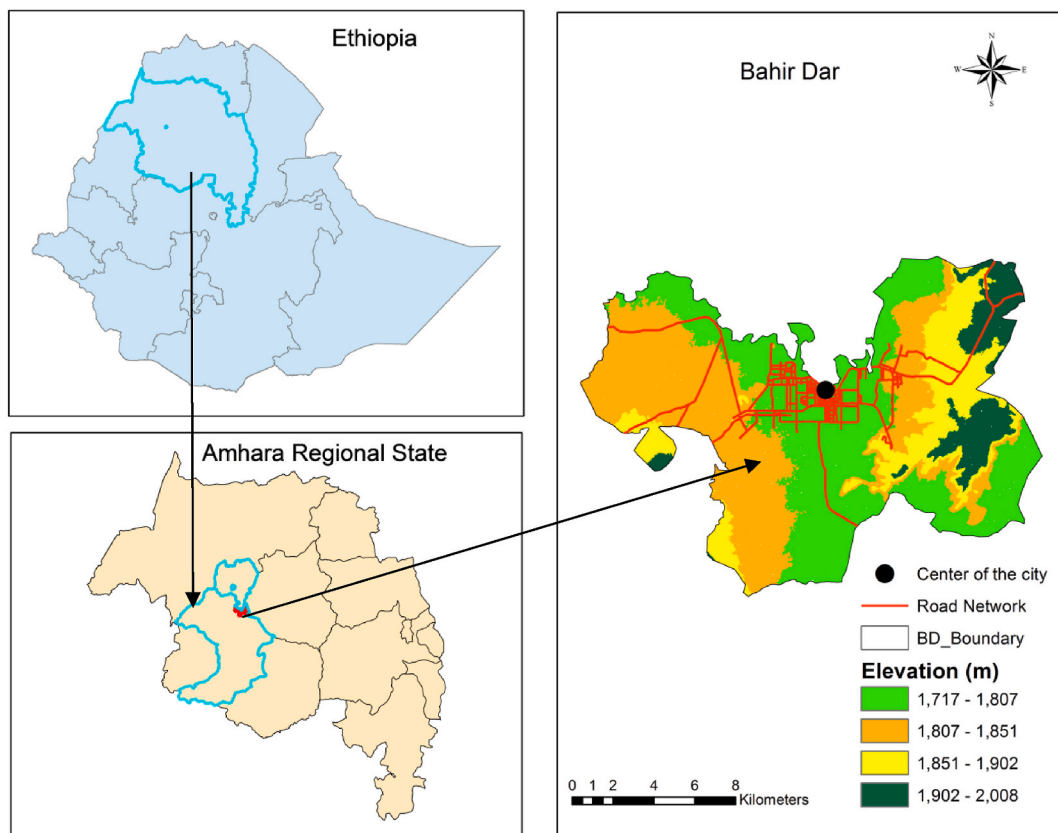 Ethiopia
Amhara Regional State
Bahir Dar
N
W E
S
Center of the city
Road Network
BD_Boundary
Elevation (m)
1,717 - 1,807
1,807 - 1,851
1,851 - 1,902
1,902 - 2,008
0 1 2 4 6 8
Kilometers